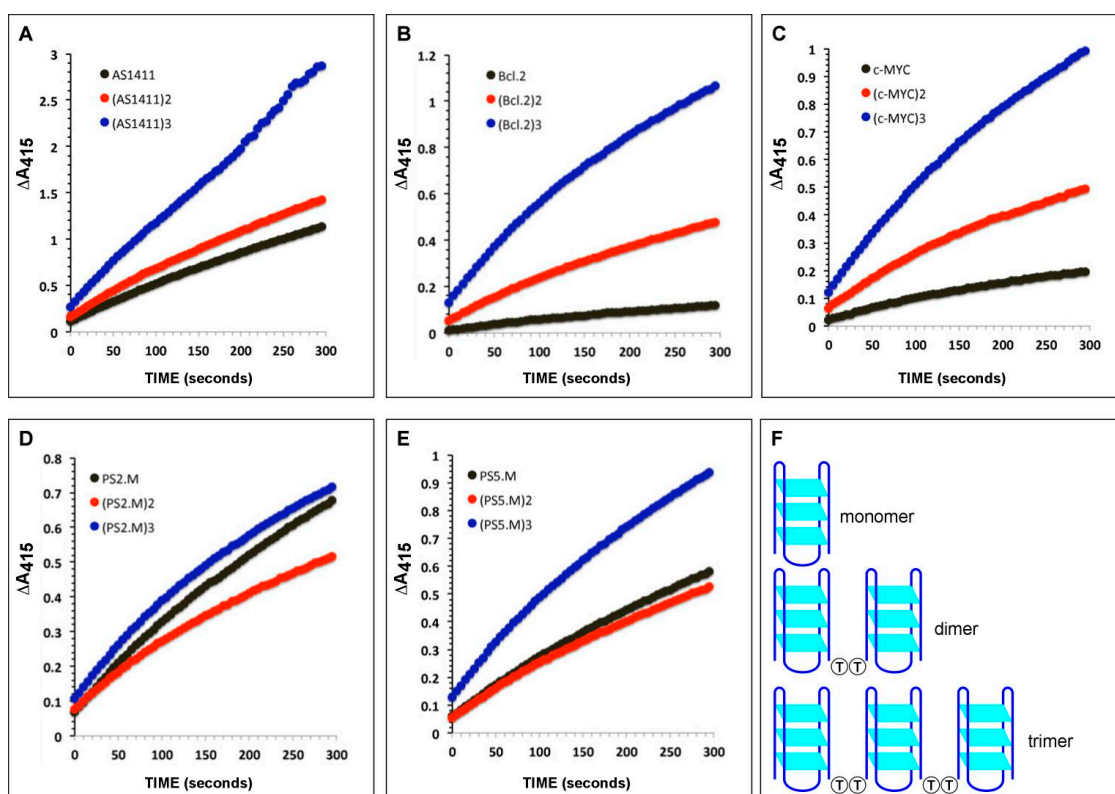 A
3
2.5
2
1.5
1
0.5
0
ΔA415
AS1411
(AS1411)2
(AS1411)3
0 50 100 150 200 250 300
TIME (seconds)
B
1.2
1
0.8
0.6
0.4
0.2
0
ΔA415
Bcl.2
(Bcl.2)2
(Bcl.2)3
0 50 100 150 200 250 300
TIME (seconds)
C
1
0.9
0.8
0.7
0.6
0.5
0.4
0.3
0.2
0.1
0
ΔA415
c-MYC
(c-MYC)2
(c-MYC)3
0 50 100 150 200 250 300
TIME (seconds)
D
0.8
0.7
0.6
0.5
0.4
0.3
0.2
0.1
0
ΔA415
PS2.M
(PS2.M)2
(PS2.M)3
0 50 100 150 200 250 300
TIME (seconds)
E
1
0.9
0.8
0.7
0.6
0.5
0.4
0.3
0.2
0.1
0
ΔA415
PS5.M
(PS5.M)2
(PS5.M)3
0 50 100 150 200 250 300
TIME (seconds)
F
monomer
dimer
T T
trimer
T T T T